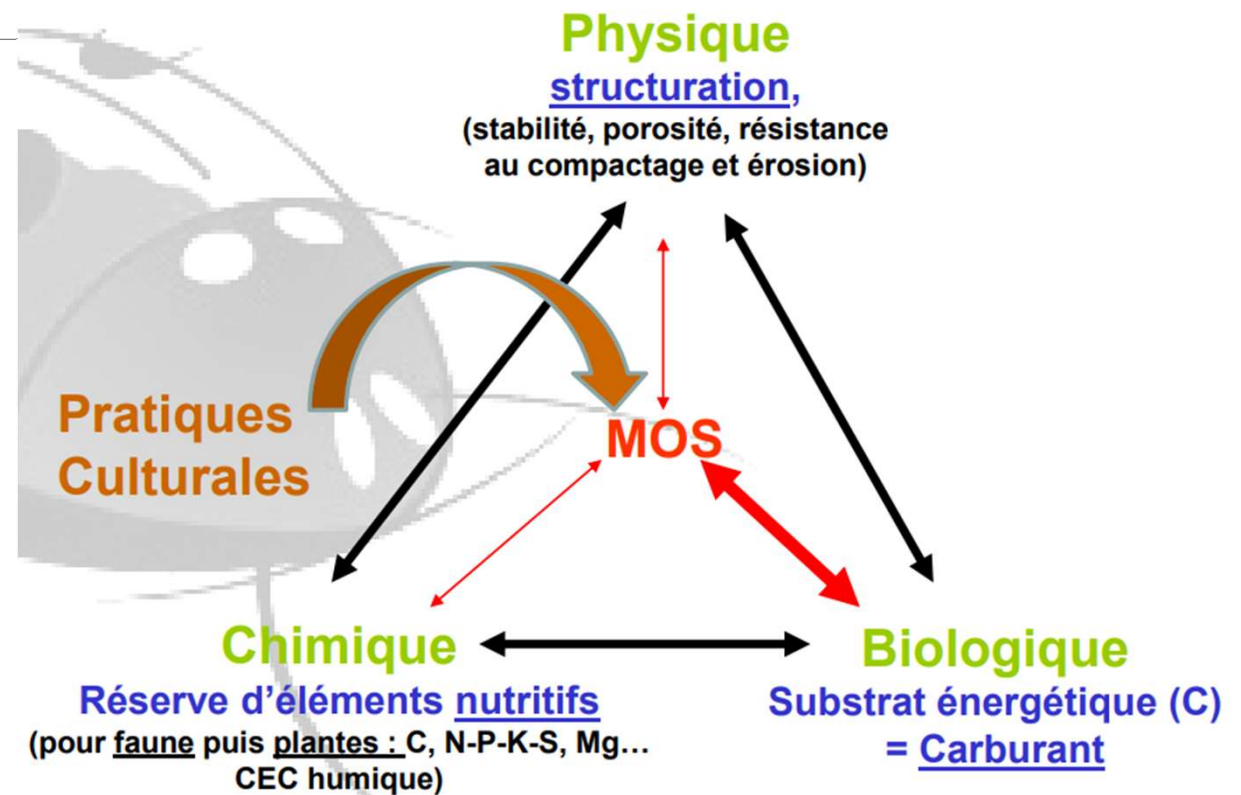 Physique
structuration,
(stabilité, porosité, résistance
au compactage et érosion)
Pratiques
Culturales
MOS
Chimique
Réserve d’éléments nutritifs
(pour faune puis plantes : C, N-P-K-S, Mg…
CEC humique)
Biologique
Substrat énergétique (C)
= Carburant